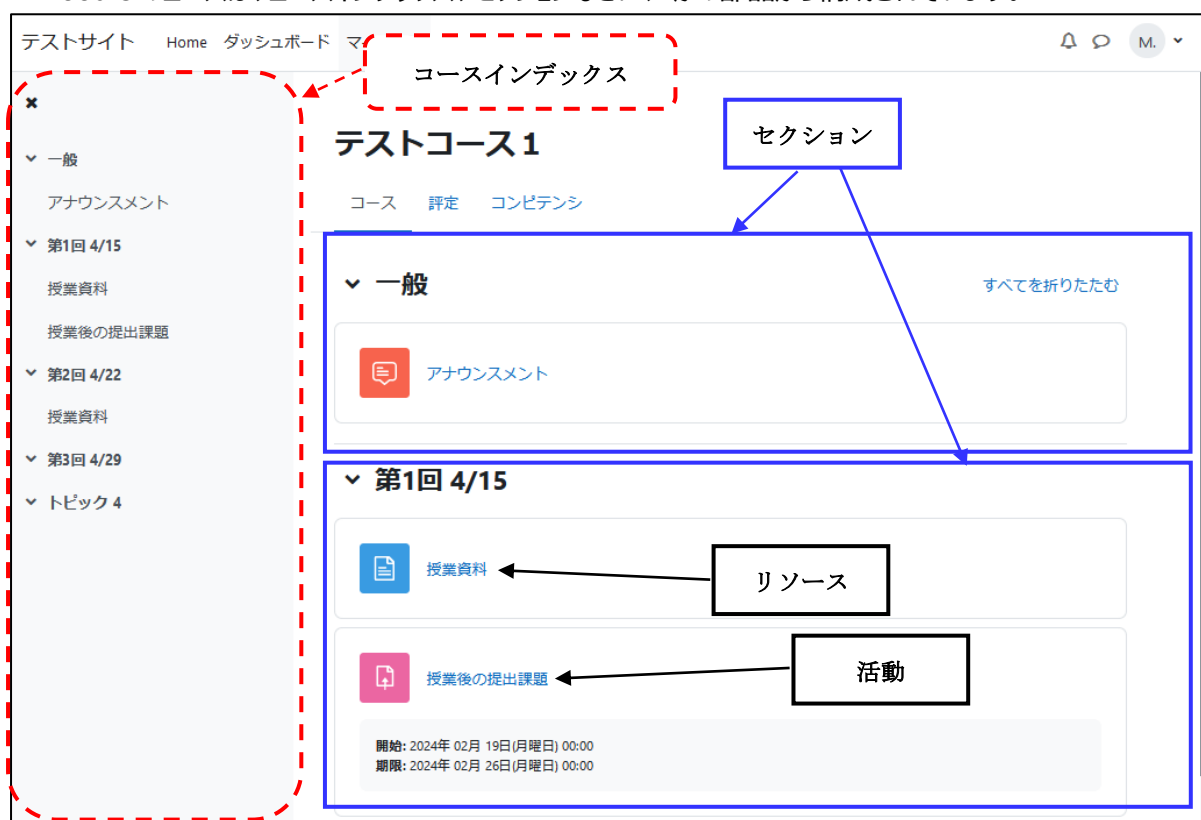 テストサイト Home ダッシュボード マ
M.
コースインデックス
セクション
一般
アナウンスメント
第1回 4/15
授業資料
授業後の提出課題
第2回 4/22
授業資料
第3回 4/29
トピック 4
テストコース 1
コース 評定 コンピテンシ
一般 すべてを折りたたむ
アナウンスメント
第1回 4/15
授業資料
リソース
授業後の提出課題
活動
開始: 2024年 02月 19日(月曜日) 00:00
期限: 2024年 02月 26日(月曜日) 00:00